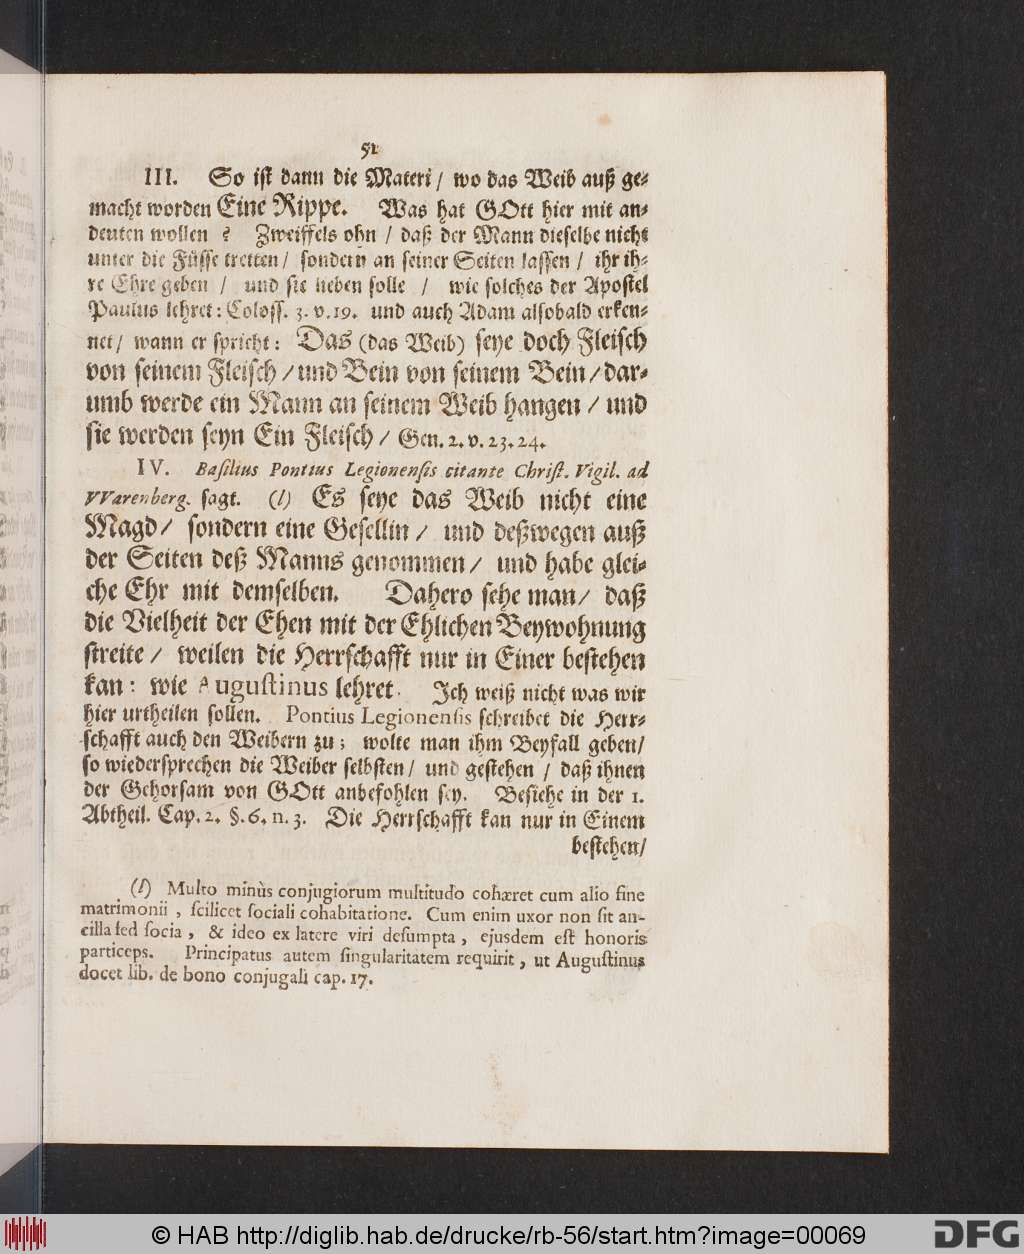 51
III. So ist dann die Materi / wo das Weib auß ge-
macht worden Eine Rippe. Was hat GOtt hier mit an-
deuten wollen ? Zweiffels ohn / daß der Mann dieselbe nicht
unter die Füsse tretten / sondern an seiner Seiten lassen / ihr ih-
re Ehre geben / und sie lieben solle / wie solches der Apostel
Paulus lehret: Coloss. 3. v. 19. und auch Adam alsobald erken-
net / wann er spricht: Das (das Weib) seye doch Fleisch
von seinem Fleisch / und Bein von seinem Bein / dar-
umb werde ein Mann an seinem Weib hangen / und
sie werden seyn Ein Fleisch / Gen. 2. v. 23. 24.
IV. Basilius Pontius Legionensis citante Christ. Vigil. ad
VVarenberg. sagt. (l) Es seye das Weib nicht eine
Magd / sondern eine Gesellin / und deßwegen auß
der Seiten deß Manns genommen / und habe glei-
che Ehr mit demselben. Dahero sehe man / daß
die Vielheit der Ehen mit der Ehlichen Beywohnung
streite / weilen die Herrschafft nur in Einer bestehen
kan: wie Augustinus lehret. Ich weiß nicht was wir
hier urtheilen sollen. Pontius Legionensis schreibet die Herr-
schafft auch den Weibern zu; wolte man ihm Beyfall geben /
so wiedersprechen die Weiber selbsten / und gestehen / daß ihnen
der Gehorsam von GOtt anbefohlen sey. Besiehe in der 1.
Abtheil. Cap. 2. §. 6. n. 3. Die Herrschafft kan nur in Einem
bestehen /
(l) Multo minùs conjugiorum multitudo cohæret cum alio sine
matrimonii , scilicet sociali cohabitatione. Cum enim uxor non sit an-
cilla sed socia , & ideo ex latere viri desumpta , ejusdem est honoris
particeps. Principatus autem singularitatem requirit , ut Augustinus
docet lib. de bono conjugali cap. 17.
© HAB http://diglib.hab.de/drucke/rb-56/start.htm?image=00069
DFG